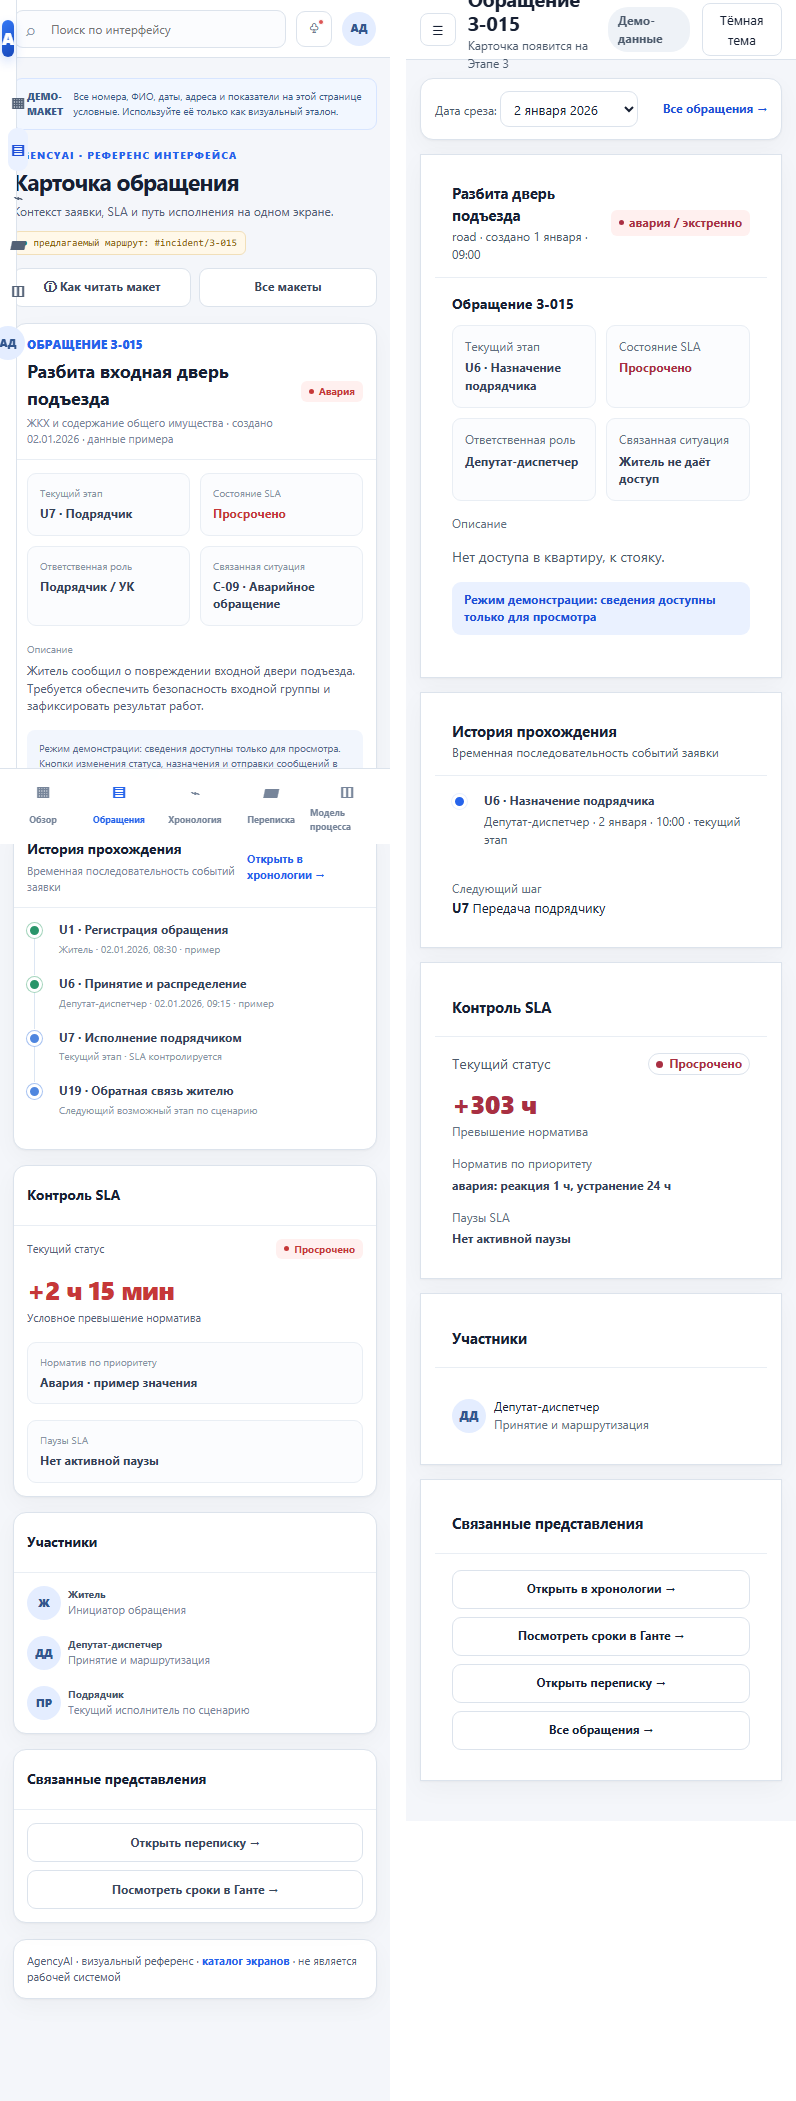 A
Поиск по интерфейсу
АД
ДЕМО-
МАКЕТ
Все номера, ФИО, даты, адреса и показатели на этой странице
условные. Используйте её только как визуальный эталон.
ENCYAI • РЕФЕРЕНС ИНТЕРФЕЙСА
Карточка обращения
Контекст заявки, SLA и путь исполнения на одном экране.
предлагаемый маршрут: #incident/3-015
ⓘ Как читать макет
Все макеты
АД
ОБРАЩЕНИЕ 3-015
Разбита входная дверь
подъезда
Авария
ЖКХ и содержание общего имущества · создано
02.01.2026 · данные примера
Текущий этап
U7 · Подрядчик
Состояние SLA
Просрочено
Ответственная роль
Подрядчик / УК
Связанная ситуация
С-09 · Аварийное
обращение
Описание
Житель сообщил о повреждении входной двери подъезда.
Требуется обеспечить безопасность входной группы и
зафиксировать результат работ.
Режим демонстрации: сведения доступны только для просмотра.
Кнопки изменения статуса, назначения и отправки сообщений в
Обзор
Обращения
Хронология
Переписка
Модель
процесса
История прохождения
Временная последовательность событий
заявки
Открыть в
хронологии →
U1 · Регистрация обращения
Житель · 02.01.2026, 08:30 · пример
U6 · Принятие и распределение
Депутат-диспетчер · 02.01.2026, 09:15 · пример
U7 · Исполнение подрядчиком
Текущий этап · SLA контролируется
U19 · Обратная связь жителю
Следующий возможный этап по сценарию
Контроль SLA
Текущий статус
Просрочено
+2 ч 15 мин
Условное превышение норматива
Норматив по приоритету
Авария · пример значения
Паузы SLA
Нет активной паузы
Участники
Ж
Житель
Инициатор обращения
ДД
Депутат-диспетчер
Принятие и маршрутизация
ПР
Подрядчик
Текущий исполнитель по сценарию
Связанные представления
Открыть переписку →
Посмотреть сроки в Ганте →
AgencyAI · визуальный референс · каталог экранов · не является
рабочей системой
☰
Обращение
3-015
Карточка появится на
Этапе 3
Демо-
данные
Тёмная
тема
Дата среза:
2 января 2026
Все обращения →
Разбита дверь
подъезда
road · создано 1 января ·
09:00
авария / экстренно
Обращение 3-015
Текущий этап
U6 · Назначение
подрядчика
Состояние SLA
Просрочено
Ответственная роль
Депутат-диспетчер
Связанная ситуация
Житель не даёт
доступ
Описание
Нет доступа в квартиру, к стояку.
Режим демонстрации: сведения доступны
только для просмотра
История прохождения
Временная последовательность событий заявки
U6 · Назначение подрядчика
Депутат-диспетчер · 2 января · 10:00 · текущий
этап
Следующий шаг
U7 Передача подрядчику
Контроль SLA
Текущий статус
Просрочено
+303 ч
Превышение норматива
Норматив по приоритету
авария: реакция 1 ч, устранение 24 ч
Паузы SLA
Нет активной паузы
Участники
ДД
Депутат-диспетчер
Принятие и маршрутизация
Связанные представления
Открыть в хронологии →
Посмотреть сроки в Ганте →
Открыть переписку →
Все обращения →